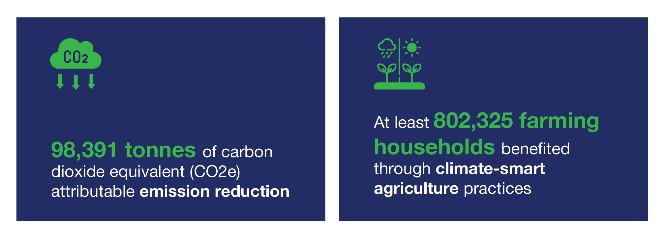 CO2
98,391 tonnes of carbon
dioxide equivalent (CO2e)
attributable emission reduction
At least 802,325 farming
households benefited
through climate-smart
agriculture practices